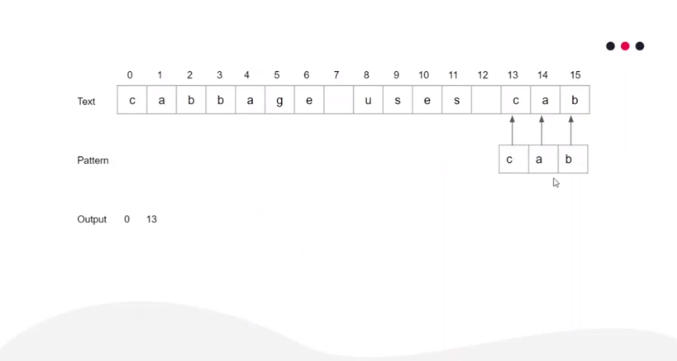 0 1 2 3 4 5 6 7 8 9 10 11 12 13 14 15
Text c a b b a g e u s e s c a b
Pattern c a b
Output 0 13